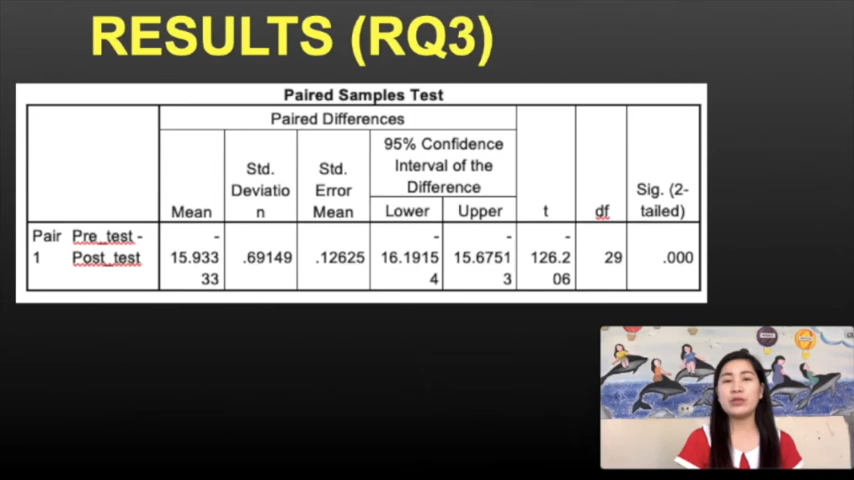 RESULTS (RQ3)
Paired Samples Test
Paired Differences
95% Confidence
Interval of the
Difference
Std.
Deviatio
n
Std.
Error
Mean
Sig. (2-
tailed)
Mean
Lower
Upper
t
df
Pair
1
Pre_test -
Post_test
-
15.933
33
.69149
.12625
-
16.1915
4
-
15.6751
3
-
126.2
06
29
.000